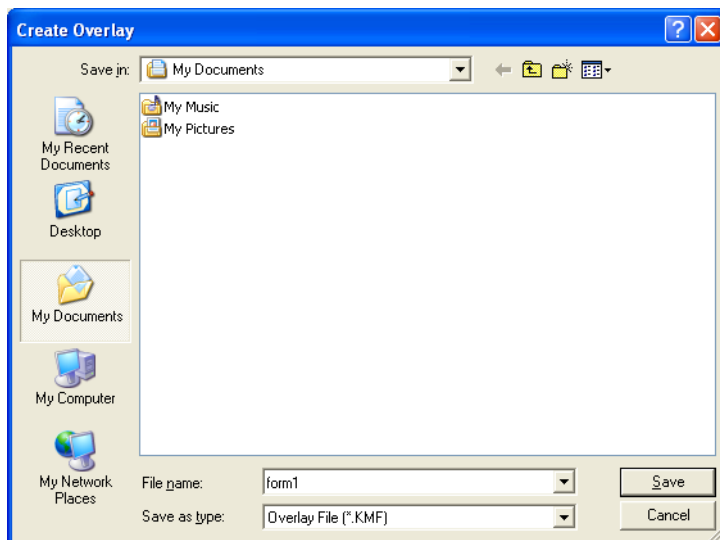 Create Overlay
Save in: My Documents
My Music
My Pictures
My Recent
Documents
Desktop
My Documents
My Computer
My Network
Places
File name: form1 Save
Save as type: Overlay File (*.KMF) Cancel